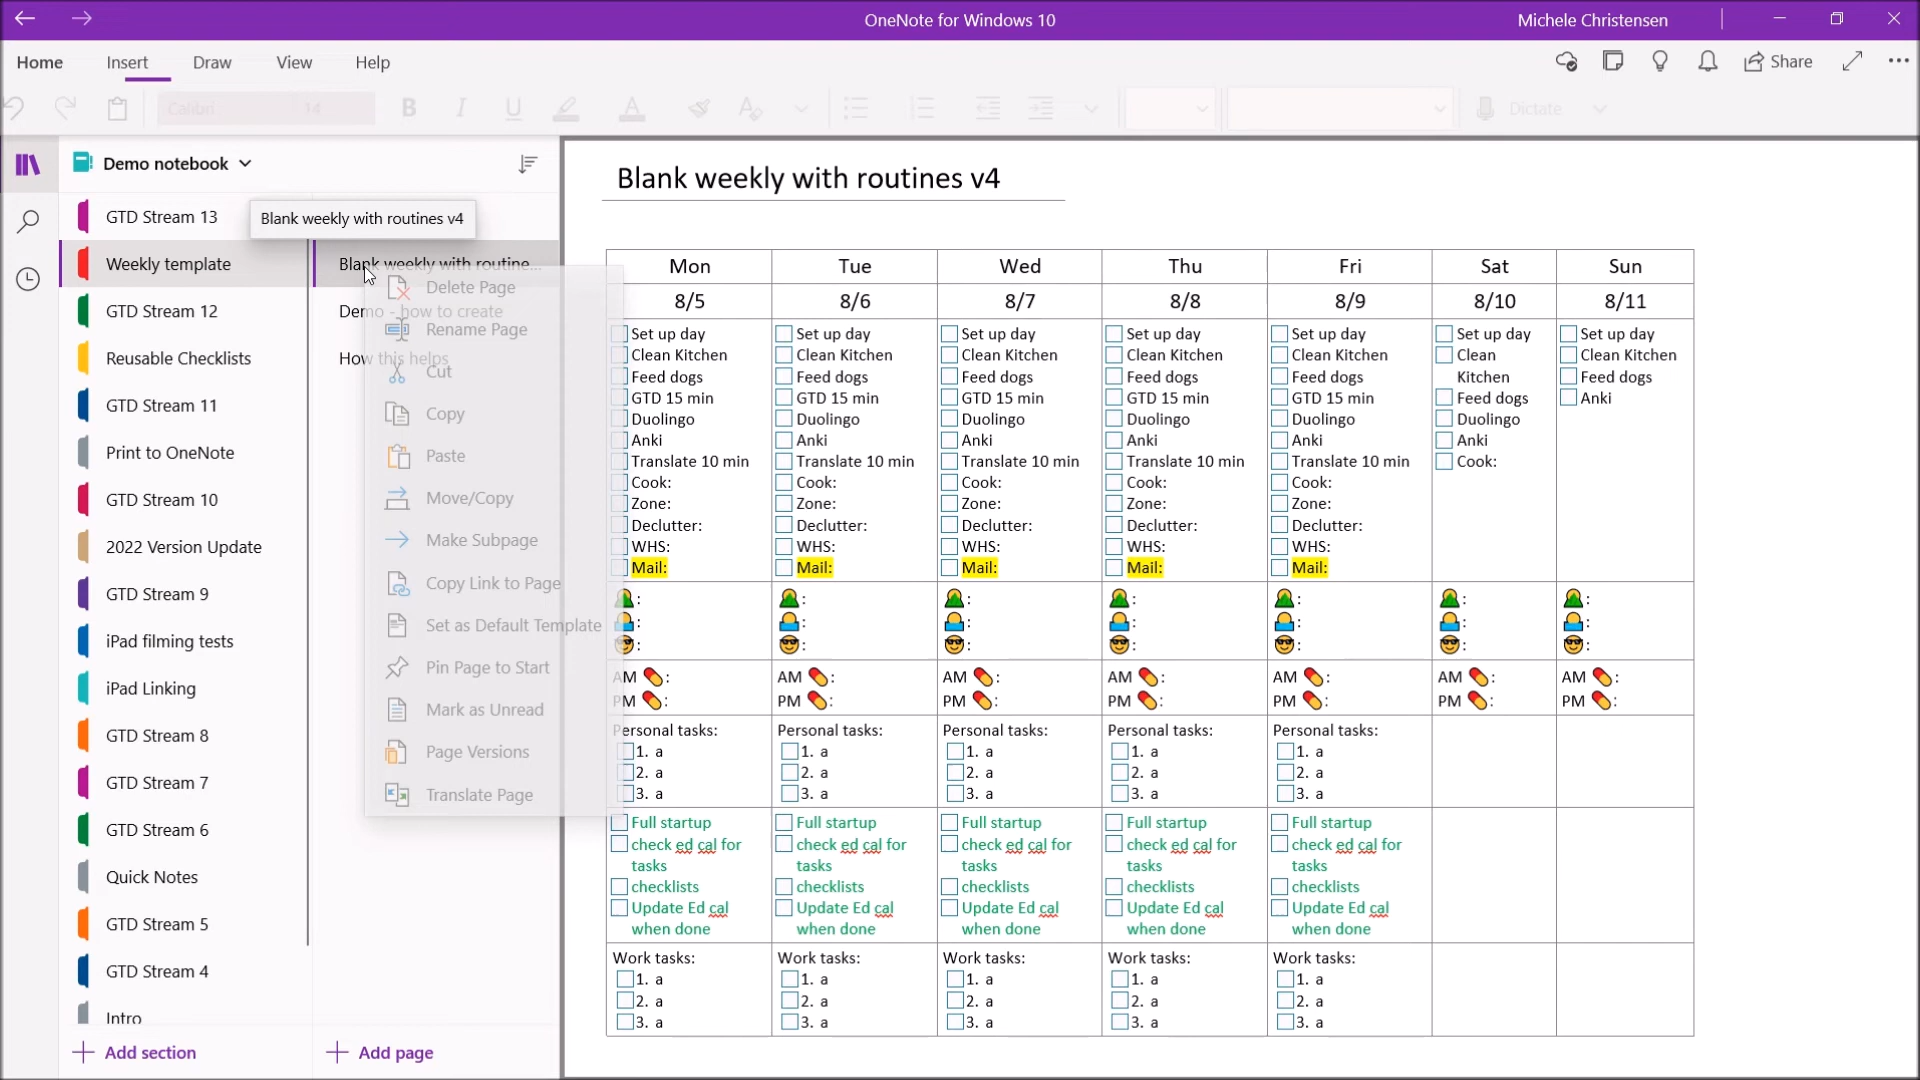 OneNote for Windows 10
Michele Christensen
Home
Insert
Draw
View
Help
Share
Calibri
14
B
I
U
A
Dictate
Demo notebook
GTD Stream 13
Weekly template
GTD Stream 12
Reusable Checklists
GTD Stream 11
Print to OneNote
GTD Stream 10
2022 Version Update
GTD Stream 9
iPad filming tests
iPad Linking
GTD Stream 8
GTD Stream 7
GTD Stream 6
Quick Notes
GTD Stream 5
GTD Stream 4
Intro
Add section
Blank weekly with routines v4
Blank weekly with routine...
Demo - how to create
How this helps
Add page
Delete Page
Rename Page
Cut
Copy
Paste
Move/Copy
Make Subpage
Copy Link to Page
Set as Default Template
Pin Page to Start
Mark as Unread
Page Versions
Translate Page
Blank weekly with routines v4
Mon Tue Wed Thu Fri Sat Sun
8/5 8/6 8/7 8/8 8/9 8/10 8/11
Set up day Set up day Set up day Set up day Set up day Set up day Set up day
Clean Kitchen Clean Kitchen Clean Kitchen Clean Kitchen Clean Kitchen Clean Clean Kitchen
Feed dogs Feed dogs Feed dogs Feed dogs Feed dogs Kitchen Feed dogs
GTD 15 min GTD 15 min GTD 15 min GTD 15 min GTD 15 min Feed dogs Anki
Duolingo Duolingo Duolingo Duolingo Duolingo Duolingo
Anki Anki Anki Anki Anki Anki
Translate 10 min Translate 10 min Translate 10 min Translate 10 min Translate 10 min Cook:
Cook: Cook: Cook: Cook: Cook:
Zone: Zone: Zone: Zone: Zone:
Declutter: Declutter: Declutter: Declutter: Declutter:
WHS: WHS: WHS: WHS: WHS:
Mail: Mail: Mail: Mail: Mail:
: : : : : : :
: : : : : : :
: : : : : : :
AM : AM : AM : AM : AM : AM : AM :
PM : PM : PM : PM : PM : PM : PM :
Personal tasks: Personal tasks: Personal tasks: Personal tasks: Personal tasks:
1. a 1. a 1. a 1. a 1. a
2. a 2. a 2. a 2. a 2. a
3. a 3. a 3. a 3. a 3. a
Full startup Full startup Full startup Full startup Full startup
check ed cal for check ed cal for check ed cal for check ed cal for check ed cal for
tasks tasks tasks tasks tasks
checklists checklists checklists checklists checklists
Update Ed cal Update Ed cal Update Ed cal Update Ed cal Update Ed cal
when done when done when done when done when done
Work tasks: Work tasks: Work tasks: Work tasks: Work tasks:
1. a 1. a 1. a 1. a 1. a
2. a 2. a 2. a 2. a 2. a
3. a 3. a 3. a 3. a 3. a